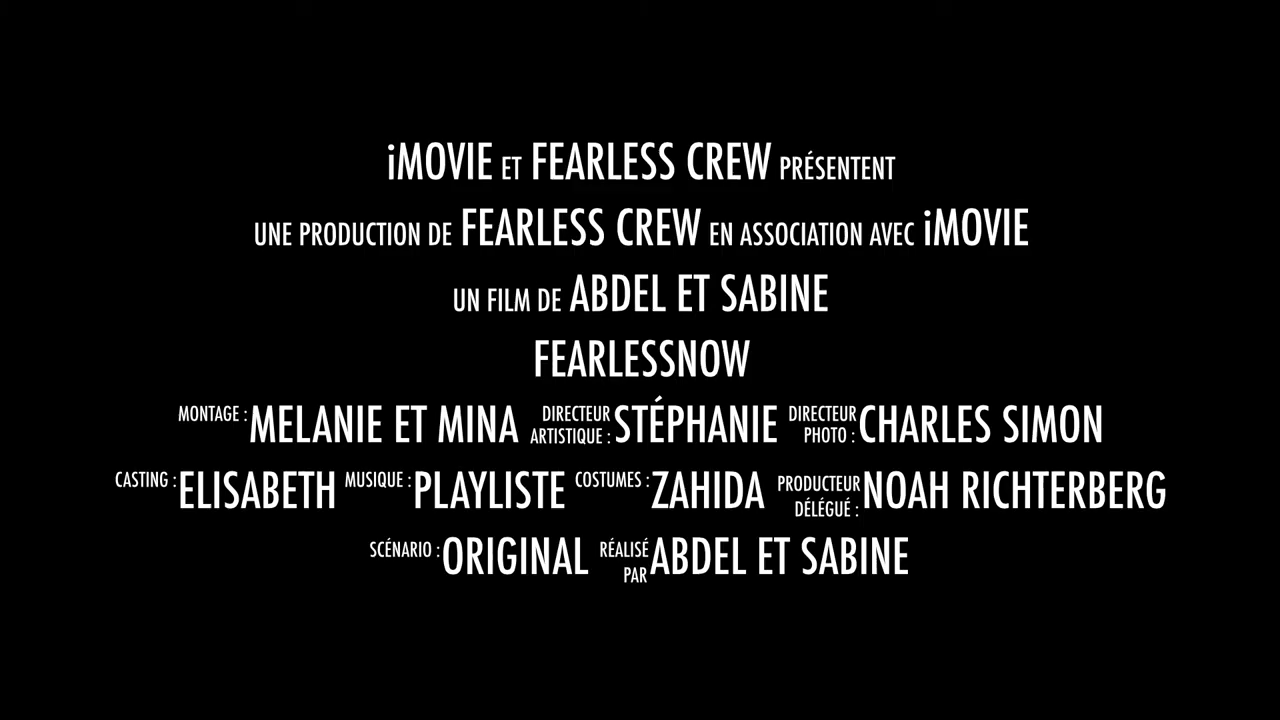 iMOVIE ET FEARLESS CREW PRÉSENTENT
UNE PRODUCTION DE FEARLESS CREW EN ASSOCIATION AVEC iMOVIE
UN FILM DE ABDEL ET SABINE
FEARLESSNOW
MONTAGE : MELANIE ET MINA DIRECTEUR ARTISTIQUE : STÉPHANIE DIRECTEUR PHOTO : CHARLES SIMON
CASTING : ELISABETH MUSIQUE : PLAYLISTE COSTUMES : ZAHIDA PRODUCTEUR DÉLÉGUÉ : NOAH RICHTERBERG
SCÉNARIO : ORIGINAL RÉALISÉ PAR ABDEL ET SABINE